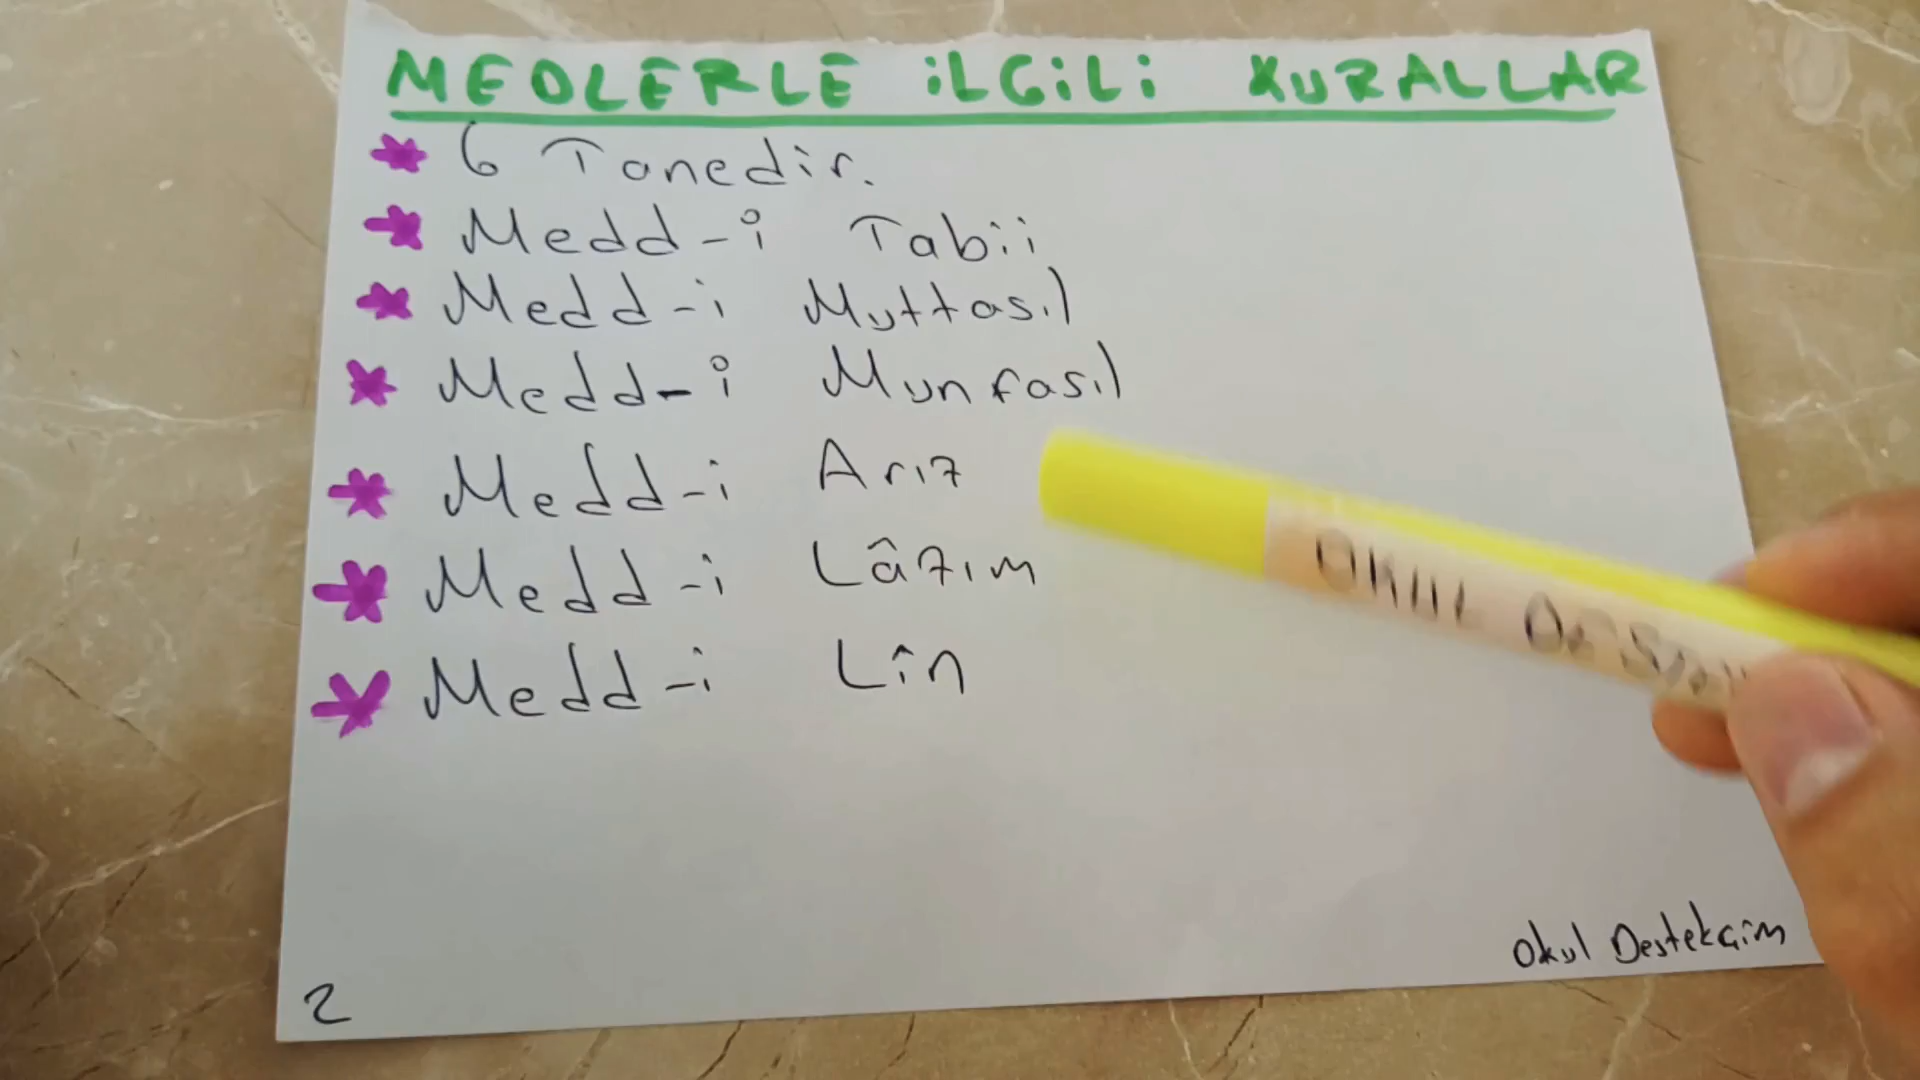 MEDLERLE İLGİLİ KURALLAR
6 Tanedir.
Medd-i Tabii
Medd-i Muttasıl
Medd-i Munfasıl
Medd-i Arız
Medd-i Lâzım
Medd-i Lîn
OKUL
Okul Destekçim
2